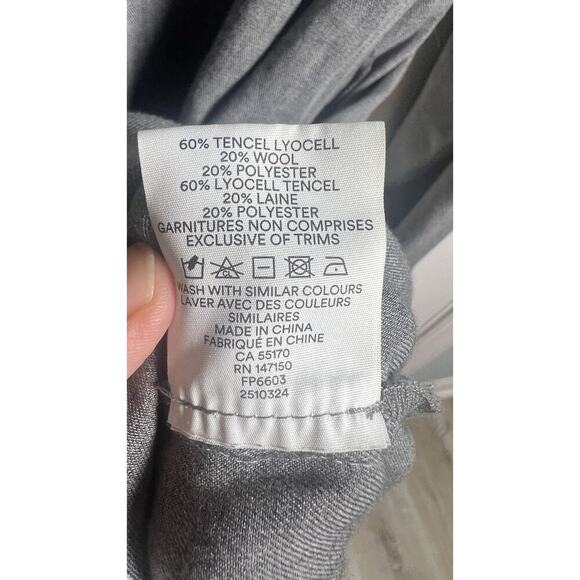 60% TENCEL LYOCELL
20% WOOL
20% POLYESTER
60% LYOCELL TENCEL
20% LAINE
20% POLYESTER
GARNITURES NON COMPRISES
EXCLUSIVE OF TRIMS
WASH WITH SIMILAR COLOURS
LAVER AVEC DES COULEURS
SIMILAIRES
MADE IN CHINA
FABRIQUÉ EN CHINE
CA 55170
RN 147150
FP6603
2510324